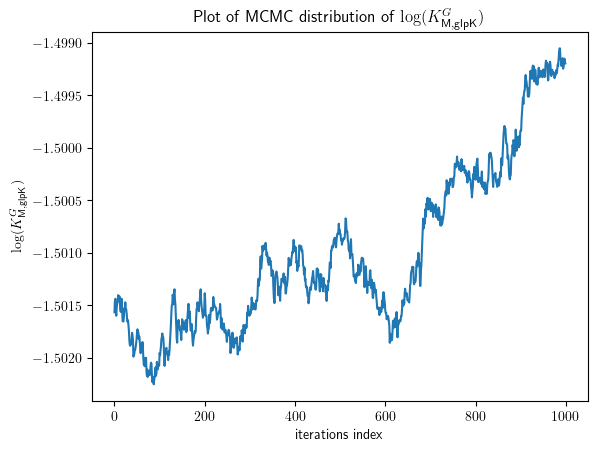 Plot of MCMC distribution of log(K^G_{M,glpK})
−1.4990
−1.4995
−1.5000
−1.5005
−1.5010
−1.5015
−1.5020
log(K^G_{M,glpK})
0 200 400 600 800 1000
iterations index